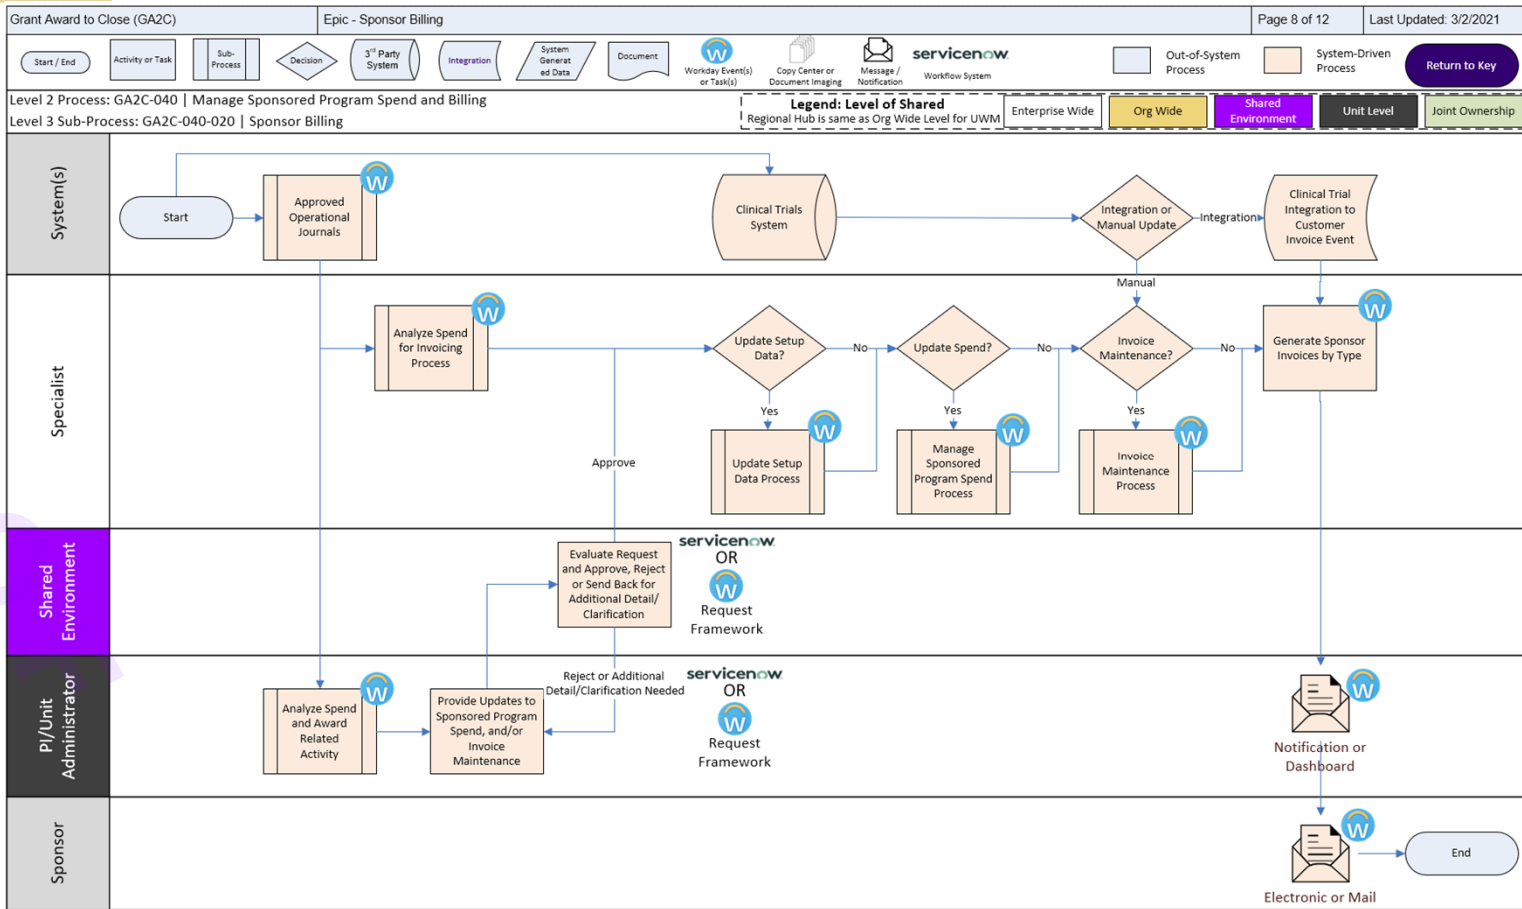 Grant Award to Close (GA2C)
Epic - Sponsor Billing
Page 8 of 12
Last Updated: 3/2/2021
Start / End
Activity or Task
Sub-
Process
Decision
3rd Party
System
Integration
System
Generat
ed Data
Document
W
Workday Event(s)
or Task(s)
Copy Center or
Document Imaging
Message /
Notification
servicenow
Workflow System
Out-of-System
Process
System-Driven
Process
Return to Key
Level 2 Process: GA2C-040 | Manage Sponsored Program Spend and Billing
Level 3 Sub-Process: GA2C-040-020 | Sponsor Billing
Legend: Level of Shared
Regional Hub is same as Org Wide Level for UWM
Enterprise Wide
Org Wide
Shared
Environment
Unit Level
Joint Ownership
System(s)
Start
Approved
Operational
Journals
W
Clinical Trials
System
Integration or
Manual Update
Integration
Clinical Trial
Integration to
Customer
Invoice Event
Manual
Specialist
Analyze Spend
for Invoicing
Process
W
Update Setup
Data?
No
Update Spend?
No
Invoice
Maintenance?
No
Generate Sponsor
Invoices by Type
W
Yes
Yes
Yes
Update Setup
Data Process
W
Manage
Sponsored
Program Spend
Process
W
Invoice
Maintenance
Process
W
Approve
Shared
Environment
Evaluate Request
and Approve, Reject
or Send Back for
Additional Detail/
Clarification
servicenow
OR
W
Request
Framework
PI/Unit
Administrator
Analyze Spend
and Award
Related
Activity
W
Provide Updates to
Sponsored Program
Spend, and/or
Invoice
Maintenance
Reject or Additional
Detail/Clarification Needed
servicenow
OR
W
Request
Framework
W
Notification or
Dashboard
Sponsor
W
Electronic or Mail
End